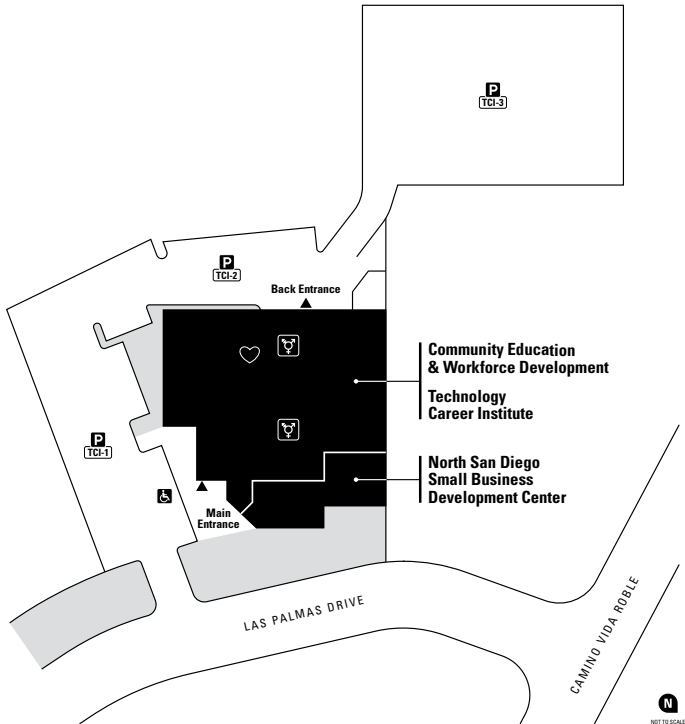 P
TCI-3
P
TCI-2
Back Entrance
Community Education
& Workforce Development
Technology
Career Institute
P
TCI-1
North San Diego
Small Business
Development Center
Main
Entrance
LAS PALMAS DRIVE
CAMINO VIDA ROBLE
N
NOT TO SCALE